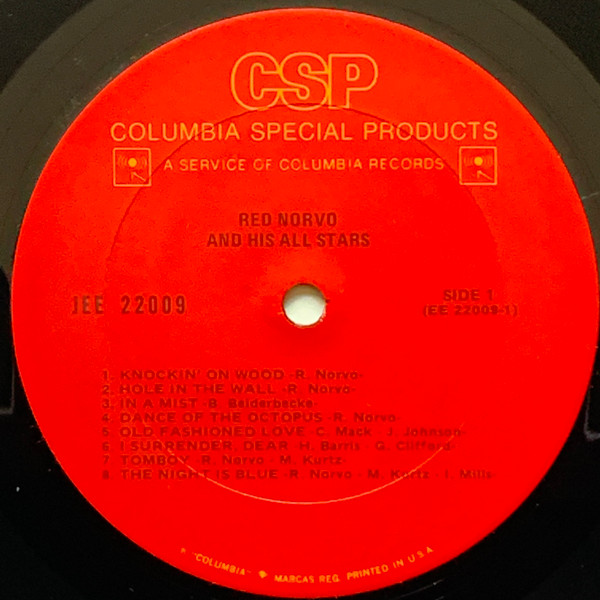 CSP
COLUMBIA SPECIAL PRODUCTS
A SERVICE OF COLUMBIA RECORDS
RED NORVO
AND HIS ALL STARS
JEE 22009
SIDE 1
(EE 22009-1)
1. KNOCKIN' ON WOOD -R. Norvo-
2. HOLE IN THE WALL -R. Norvo-
3. IN A MIST -B. Beiderbecke-
4. DANCE OF THE OCTOPUS -R. Norvo-
5. OLD FASHIONED LOVE -C. Mack - J. Johnson-
6. I SURRENDER, DEAR -H. Barris - G. Clifford-
7. TOMBOY -R. Norvo - M. Kurtz-
8. THE NIGHT IS BLUE -R. Norvo - M. Kurtz - I. Mills-
"COLUMBIA" MARCAS REG. PRINTED IN U.S.A.